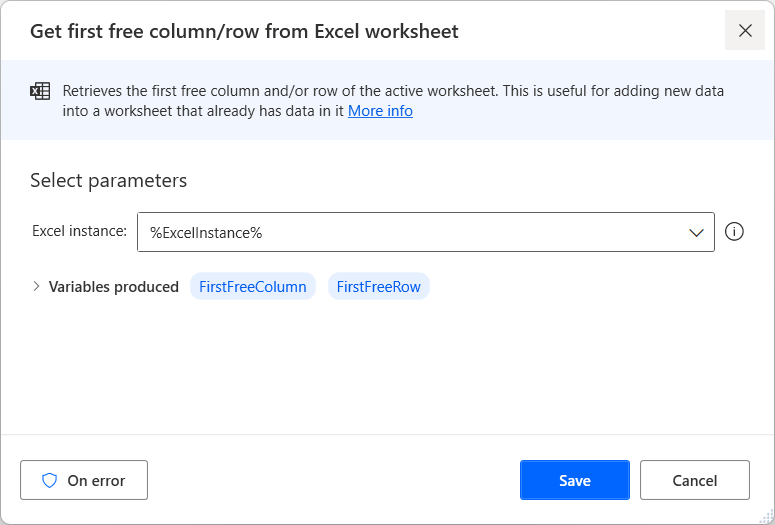 Get first free column/row from Excel worksheet
Retrieves the first free column and/or row of the active worksheet. This is useful for adding new data
into a worksheet that already has data in it More info
Select parameters
Excel instance: %ExcelInstance%
Variables produced FirstFreeColumn FirstFreeRow
On error Save Cancel